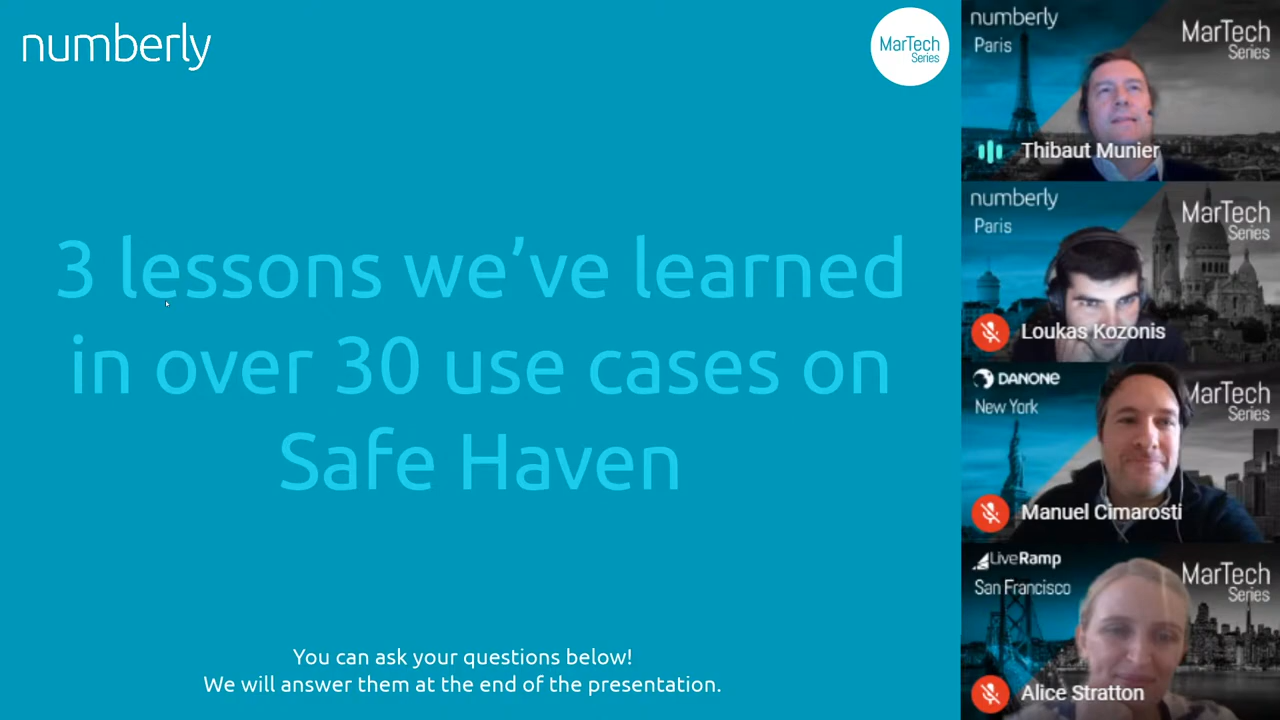 numberly
MarTech
Series
3 lessons we’ve learned
in over 30 use cases on
Safe Haven
You can ask your questions below!
We will answer them at the end of the presentation.
numberly
Paris
MarTech
Series
Thibaut Munier
numberly
Paris
MarTech
Series
Loukas Kozonis
DANONE
New York
MarTech
Series
Manuel Cimarosti
LiveRamp
San Francisco
MarTech
Series
Alice Stratton